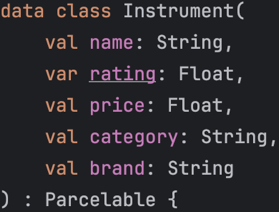 data class Instrument(
    val name: String,
    var rating: Float,
    val price: Float,
    val category: String,
    val brand: String
) : Parcelable {